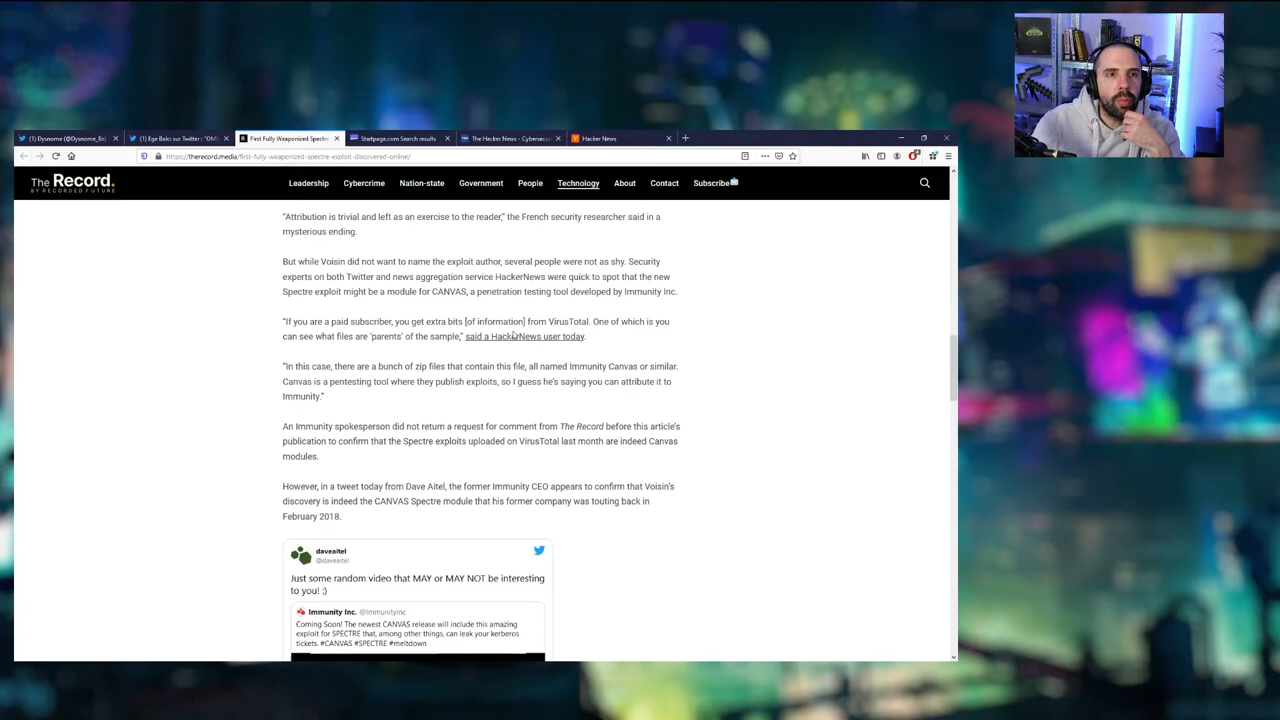 (1) Dysnome (@Dysnome_Be
(1) Ege Balcı sur Twitter : "OMG
First Fully Weaponized Spectre
Startpage.com Search results
The Hacker News - Cybersecuri
Hacker News
https://therecord.media/first-fully-weaponized-spectre-exploit-discovered-online/
The Record.
BY RECORDED FUTURE
Leadership
Cybercrime
Nation-state
Government
People
Technology
About
Contact
Subscribe
“Attribution is trivial and left as an exercise to the reader,” the French security researcher said in a
mysterious ending.
But while Voisin did not want to name the exploit author, several people were not as shy. Security
experts on both Twitter and news aggregation service HackerNews were quick to spot that the new
Spectre exploit might be a module for CANVAS, a penetration testing tool developed by Immunity Inc.
“If you are a paid subscriber, you get extra bits [of information] from VirusTotal. One of which is you
can see what files are ‘parents’ of the sample,” said a HackerNews user today.
“In this case, there are a bunch of zip files that contain this file, all named Immunity Canvas or similar.
Canvas is a pentesting tool where they publish exploits, so I guess he’s saying you can attribute it to
Immunity.”
An Immunity spokesperson did not return a request for comment from The Record before this article’s
publication to confirm that the Spectre exploits uploaded on VirusTotal last month are indeed Canvas
modules.
However, in a tweet today from Dave Aitel, the former Immunity CEO appears to confirm that Voisin’s
discovery is indeed the CANVAS Spectre module that his former company was touting back in
February 2018.
daveaitel
@daveaitel
Just some random video that MAY or MAY NOT be interesting
to you! :)
Immunity Inc. @Immunityinc
Coming Soon! The newest CANVAS release will include this amazing
exploit for SPECTRE that, among other things, can leak your kerberos
tickets. #CANVAS #SPECTRE #meltdown